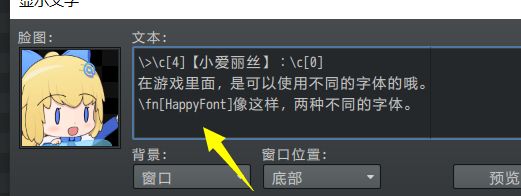 显示文字
脸图:
文本:
\>\c[4]【小爱丽丝】：\c[0]
在游戏里面，是可以使用不同的字体的哦。
\fn[HappyFont]像这样，两种不同的字体。
背景:
窗口位置:
窗口
底部
预览